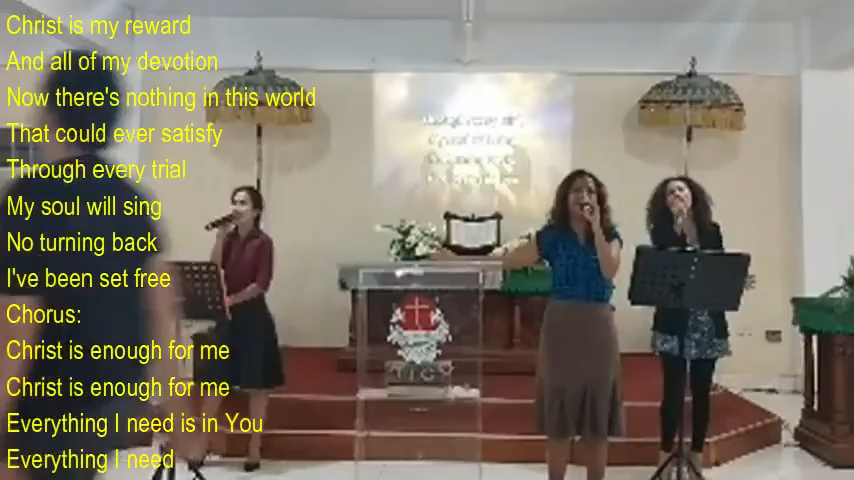 Christ is my reward
And all of my devotion
Now there's nothing in this world
That could ever satisfy
Through every trial
My soul will sing
No turning back
I've been set free
Chorus:
Christ is enough for me
Christ is enough for me
Everything I need is in You
Everything I need